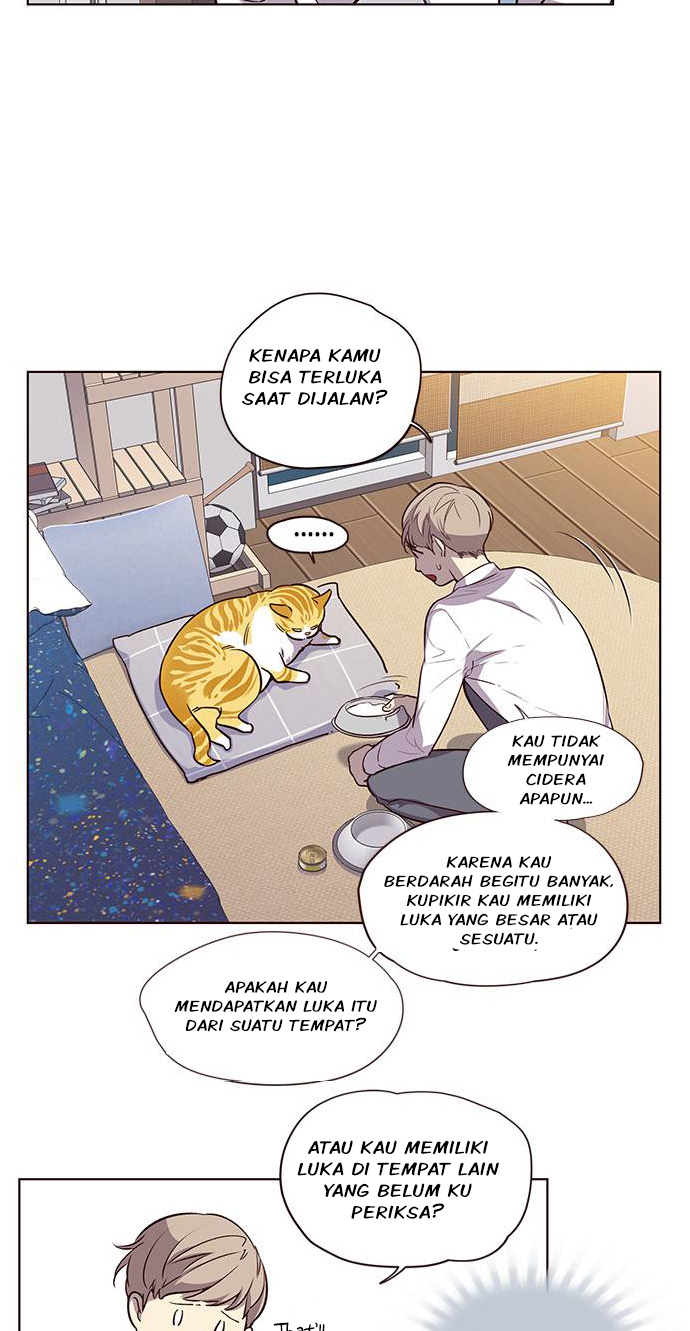 KENAPA KAMU
BISA TERLUKA
SAAT DIJALAN?
......
KAU TIDAK
MEMPUNYAI
CIDERA
APAPUN...
KARENA KAU
BERDARAH BEGITU BANYAK,
KUPIKIR KAU MEMILIKI
LUKA YANG BESAR ATAU
SESUATU.
APAKAH KAU
MENDAPATKAN LUKA ITU
DARI SUATU TEMPAT?
ATAU KAU MEMILIKI
LUKA DI TEMPAT LAIN
YANG BELUM KU
PERIKSA?
That'll